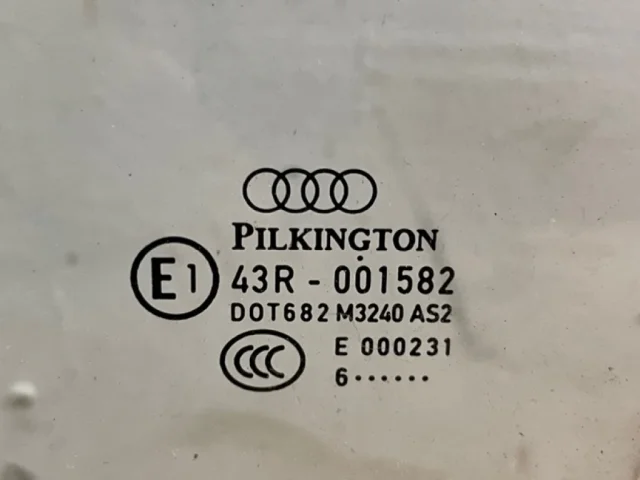 PILKINGTON
E1 43R - 001582
DOT682 M3240 AS2
CCC E 000231
6······